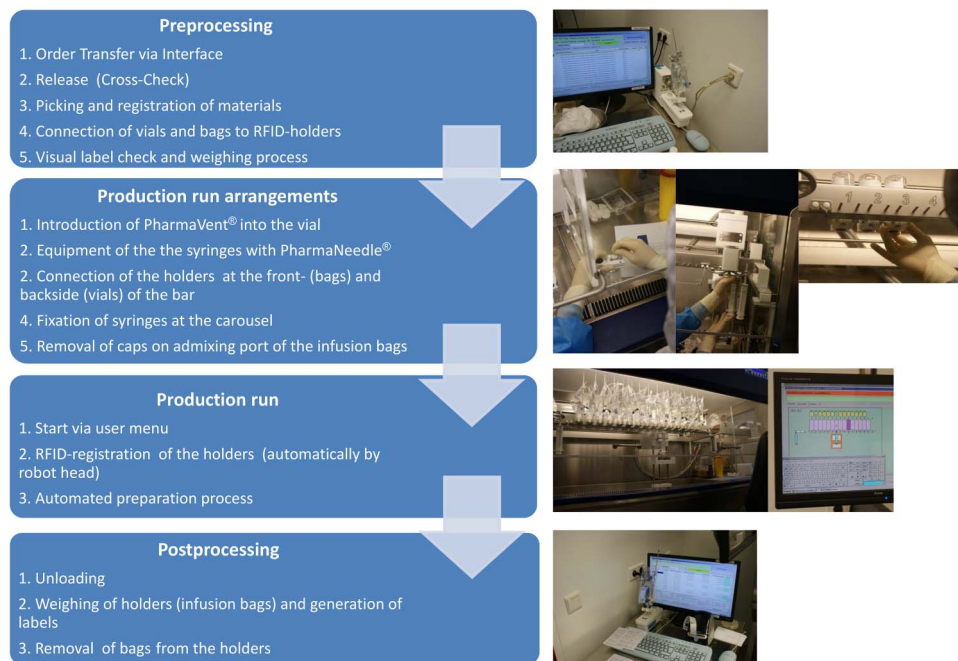 Preprocessing
1. Order Transfer via Interface
2. Release (Cross-Check)
3. Picking and registration of materials
4. Connection of vials and bags to RFID-holders
5. Visual label check and weighing process
Production run arrangements
1. Introduction of PharmaVent® into the vial
2. Equipment of the the syringes with PharmaNeedle®
2. Connection of the holders at the front- (bags) and
backside (vials) of the bar
4. Fixation of syringes at the carousel
5. Removal of caps on admixing port of the infusion bags
1 2 3 4
Production run
1. Start via user menu
2. RFID-registration of the holders (automatically by
robot head)
3. Automated preparation process
Postprocessing
1. Unloading
2. Weighing of holders (infusion bags) and generation of
labels
3. Removal of bags from the holders